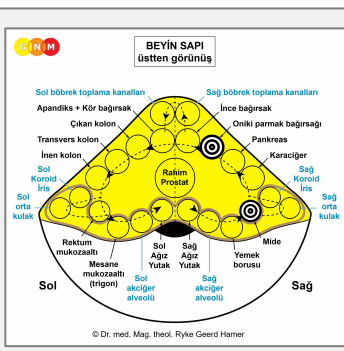 G N M
BEYİN SAPI
üstten görünüş
Sol böbrek toplama kanalları
Sağ böbrek toplama kanalları
Apandiks + Kör bağırsak
İnce bağırsak
Çıkan kolon
Oniki parmak bağırsağı
Transvers kolon
Pankreas
İnen kolon
Karaciğer
Sol
Koroid
İris
Sağ
Koroid
İris
Rahim
Prostat
Sol
orta
kulak
Sağ
orta
kulak
Rektum
mukozaaltı
Mesane
mukozaaltı
(trigon)
Sol
Ağız
Yutak
Sağ
Ağız
Yutak
Yemek
borusu
Mide
Sol
akciğer
alveolü
Sağ
akciğer
alveolü
Sol
Sağ
© Dr. med. Mag. theol. Ryke Geerd Hamer